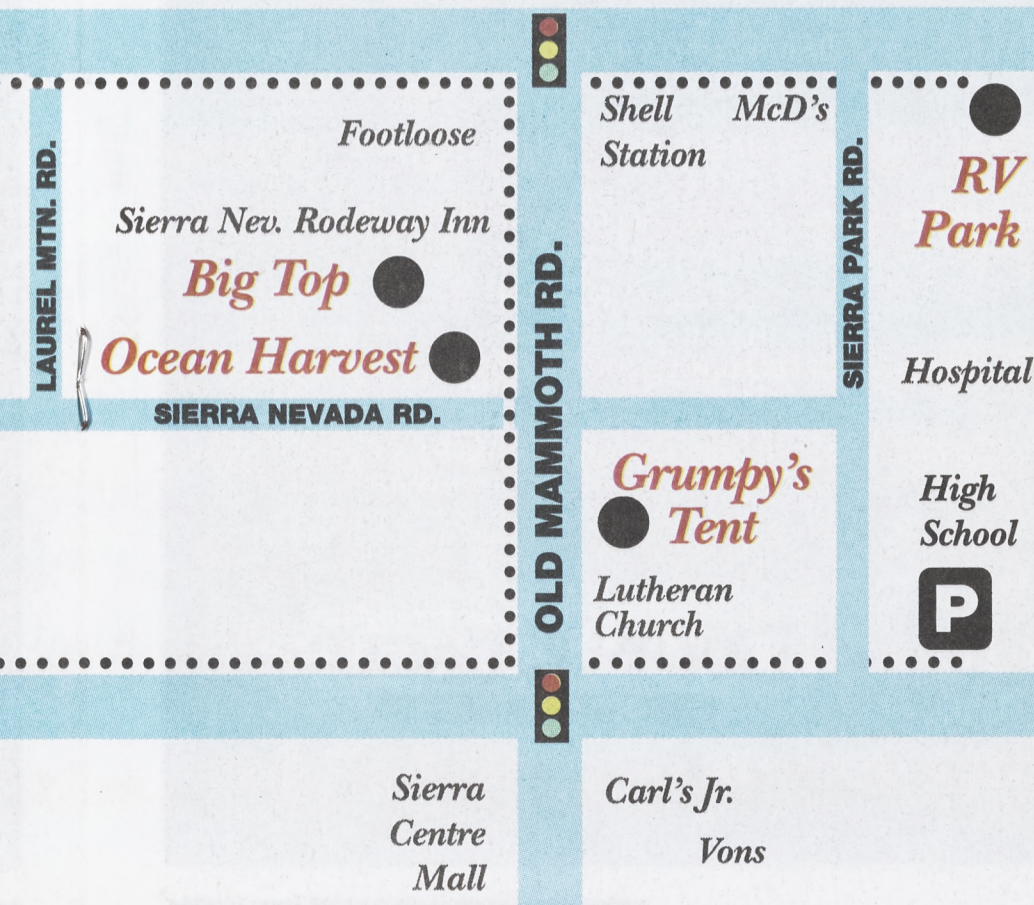 Footloose
Sierra Nev. Rodeway Inn
Big Top
Ocean Harvest
LAUREL MTN. RD.
SIERRA NEVADA RD.
OLD MAMMOTH RD.
Shell McD's
Station
SIERRA PARK RD.
RV
Park
Hospital
Grumpy's
Tent
Lutheran
Church
High
School
P
Sierra
Centre
Mall
Carl's Jr.
Vons